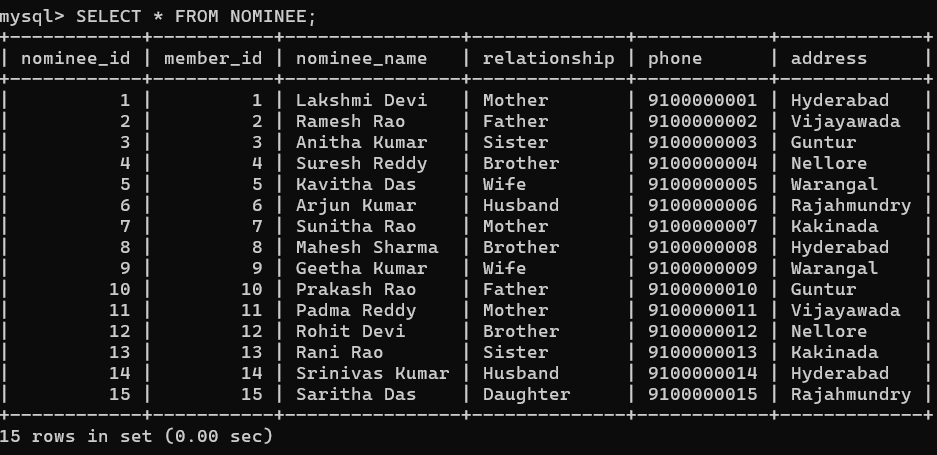 mysql> SELECT * FROM NOMINEE;
+------------+-----------+-----------------+--------------+------------+-------------+
| nominee_id | member_id | nominee_name    | relationship | phone      | address     |
+------------+-----------+-----------------+--------------+------------+-------------+
|          1 |         1 | Lakshmi Devi    | Mother       | 9100000001 | Hyderabad   |
|          2 |         2 | Ramesh Rao      | Father       | 9100000002 | Vijayawada  |
|          3 |         3 | Anitha Kumar    | Sister       | 9100000003 | Guntur      |
|          4 |         4 | Suresh Reddy    | Brother      | 9100000004 | Nellore     |
|          5 |         5 | Kavitha Das     | Wife         | 9100000005 | Warangal    |
|          6 |         6 | Arjun Kumar     | Husband      | 9100000006 | Rajahmundry |
|          7 |         7 | Sunitha Rao     | Mother       | 9100000007 | Kakinada    |
|          8 |         8 | Mahesh Sharma   | Brother      | 9100000008 | Hyderabad   |
|          9 |         9 | Geetha Kumar    | Wife         | 9100000009 | Warangal    |
|         10 |        10 | Prakash Rao     | Father       | 9100000010 | Guntur      |
|         11 |        11 | Padma Reddy     | Mother       | 9100000011 | Vijayawada  |
|         12 |        12 | Rohit Devi      | Brother      | 9100000012 | Nellore     |
|         13 |        13 | Rani Rao        | Sister       | 9100000013 | Kakinada    |
|         14 |        14 | Srinivas Kumar  | Husband      | 9100000014 | Hyderabad   |
|         15 |        15 | Saritha Das     | Daughter     | 9100000015 | Rajahmundry |
+------------+-----------+-----------------+--------------+------------+-------------+
15 rows in set (0.00 sec)